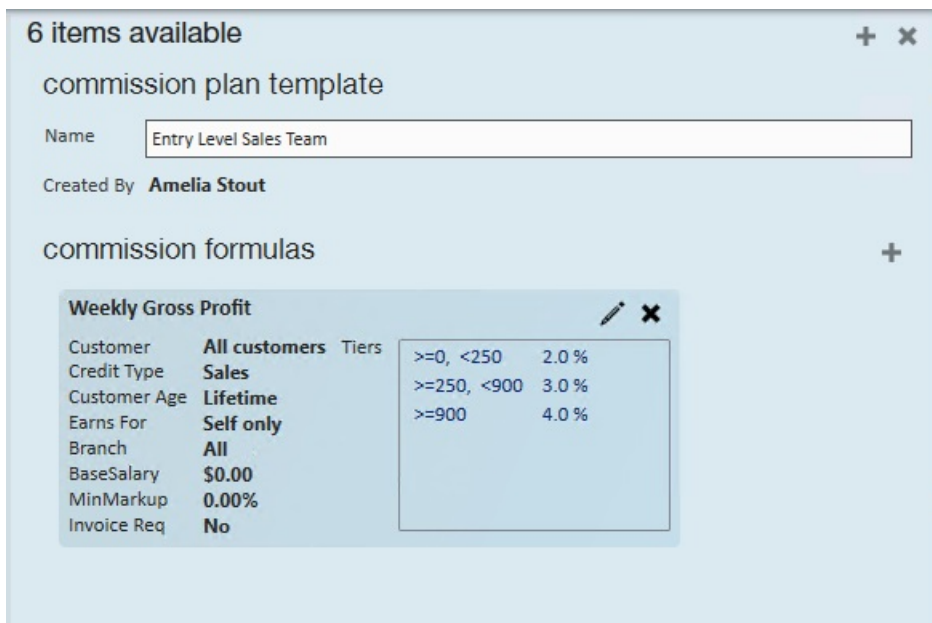 6 items available
commission plan template
Name Entry Level Sales Team
Created By Amelia Stout
commission formulas
Weekly Gross Profit
Customer All customers Tiers
Credit Type Sales
Customer Age Lifetime
Earns For Self only
Branch All
BaseSalary $0.00
MinMarkup 0.00%
Invoice Req No
>=0, <250 2.0 %
>=250, <900 3.0 %
>=900 4.0 %